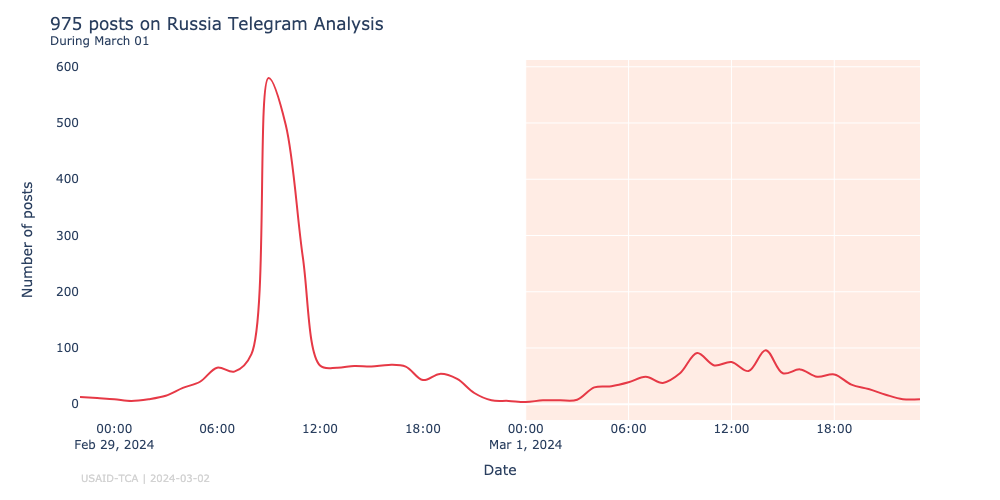 975 posts on Russia Telegram Analysis
During March 01
600
500
400
300
200
100
0
Number of posts
00:00 06:00 12:00 18:00 00:00 06:00 12:00 18:00
Feb 29, 2024 Mar 1, 2024
Date
USAID-TCA | 2024-03-02